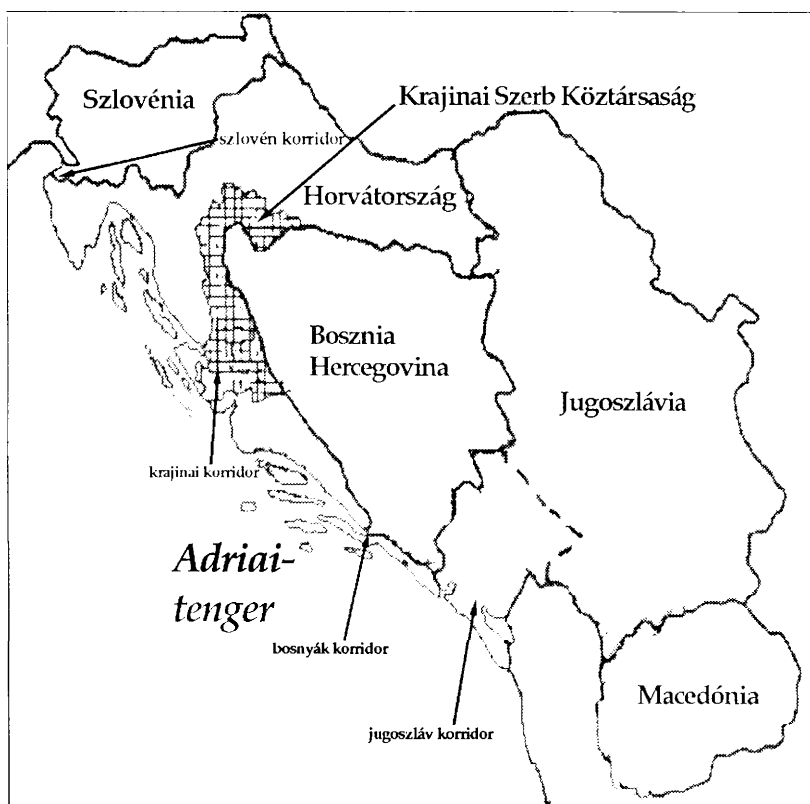 Szlovénia
Krajinai Szerb Köztársaság
szlovén korridor
Horvátország
Bosznia
Hercegovina
Jugoszlávia
krajinai korridor
Adriai-
tenger
bosnyák korridor
Macedónia
jugoszláv korridor